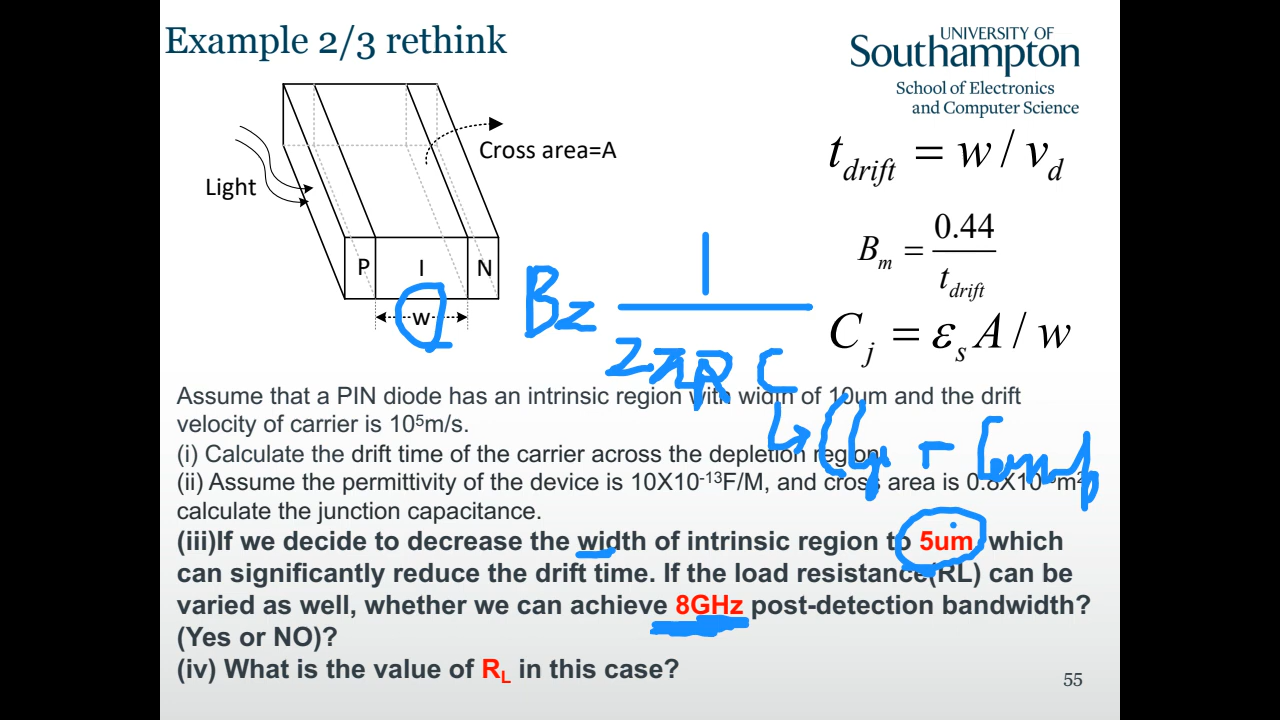 Example 2/3 rethink
UNIVERSITY OF
Southampton
School of Electronics
and Computer Science
Cross area=A
Light
P I N
w
t_drift = w / v_d
B_m = 0.44 / t_drift
C_j = ε_s A / w
B = 1 / 2πR C
Assume that a PIN diode has an intrinsic region with width of 10um and the drift
velocity of carrier is 10⁵m/s.
(i) Calculate the drift time of the carrier across the depletion region
(ii) Assume the permittivity of the device is 10X10⁻¹³F/M, and cross area is
calculate the junction capacitance.
(iii)If we decide to decrease the width of intrinsic region to 5um, which
can significantly reduce the drift time. If the load resistance(RL) can be
varied as well, whether we can achieve 8GHz post-detection bandwidth?
(Yes or NO)?
(iv) What is the value of R_L in this case?
55